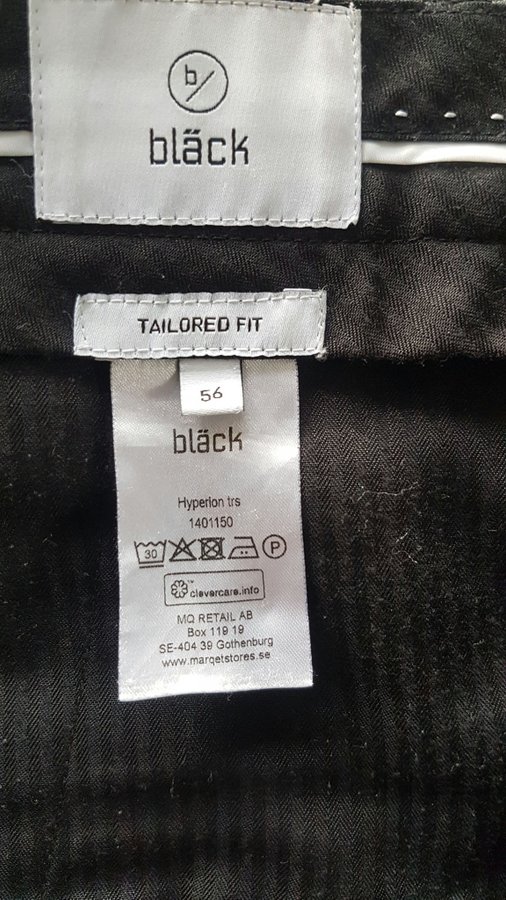 b/
bläck
TAILORED FIT
56
bläck
Hyperion trs
1401150
30 P
clevercare.info
MQ RETAIL AB
Box 119 19
SE-404 39 Gothenburg
www.marqetstores.se